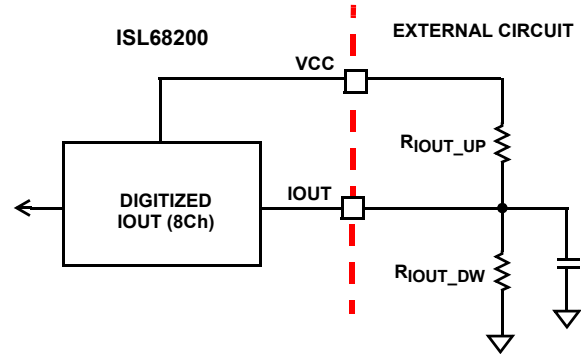 ISL68200
EXTERNAL CIRCUIT
VCC
RIOUT_UP
DIGITIZED
IOUT (8Ch)
IOUT
RIOUT_DW